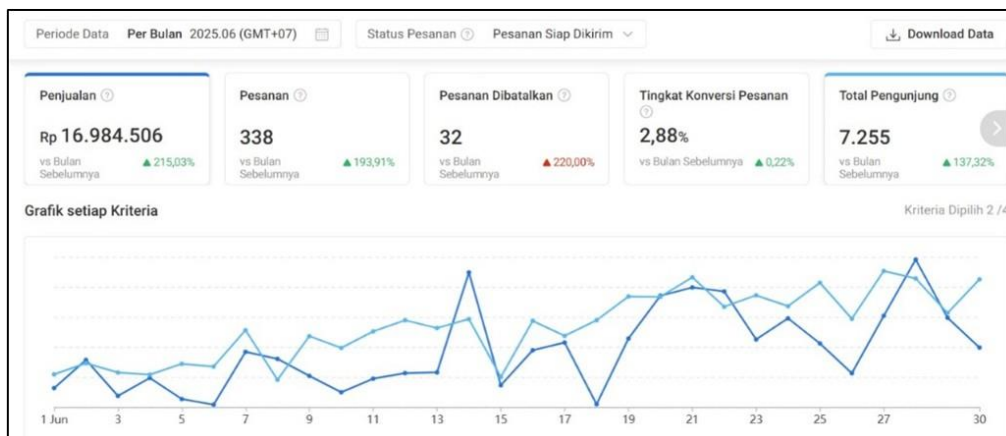 Periode Data Per Bulan 2025.06 (GMT+07)
Status Pesanan Pesanan Siap Dikirim
Download Data
Penjualan
Rp 16.984.506
vs Bulan Sebelumnya ▲ 215,03%
Pesanan
338
vs Bulan Sebelumnya ▲ 193,91%
Pesanan Dibatalkan
32
vs Bulan Sebelumnya ▲ 220,00%
Tingkat Konversi Pesanan
2,88%
vs Bulan Sebelumnya ▲ 0,22%
Total Pengunjung
7.255
vs Bulan Sebelumnya ▲ 137,32%
Grafik setiap Kriteria
Kriteria Dipilih 2 /4
1 Jun 3 5 7 9 11 13 15 17 19 21 23 25 27 30